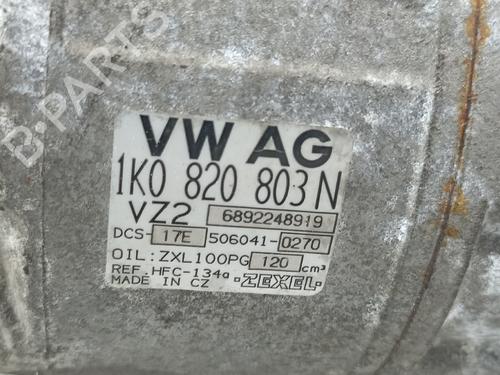 B-PARTS
VW AG
1K0 820 803 N
VZ2 6892248919
DCS- 17E 506041- 0270
OIL: ZXL100PG 120 cm³
REF. HFC-134a ·ZEXEL·
MADE IN CZ